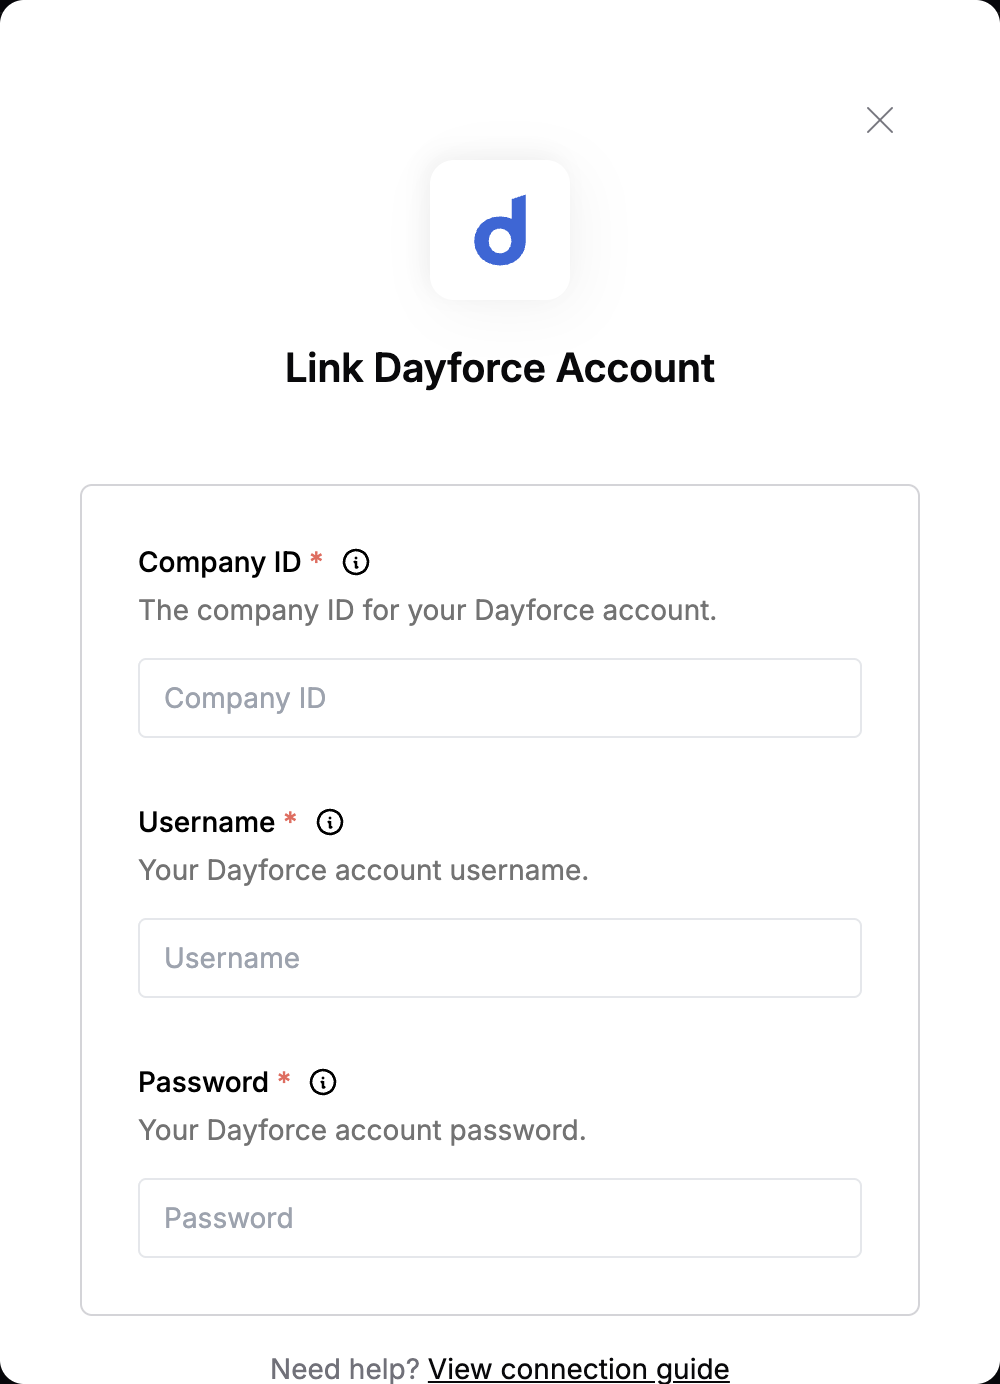 Link Dayforce Account
Company ID *
The company ID for your Dayforce account.
Company ID
Username *
Your Dayforce account username.
Username
Password *
Your Dayforce account password.
Password
Need help? View connection guide